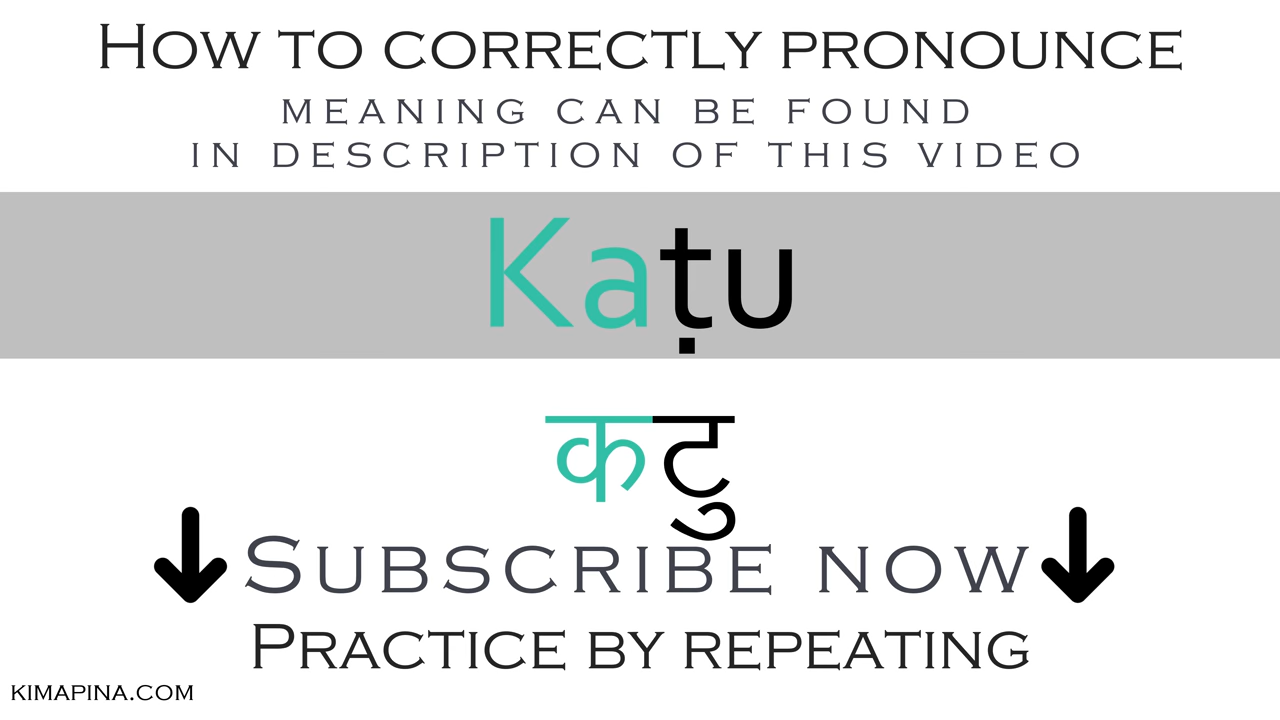 How to correctly pronounce
meaning can be found
in description of this video
Kaṭu
कटु
Subscribe now
Practice by repeating
kimapina.com